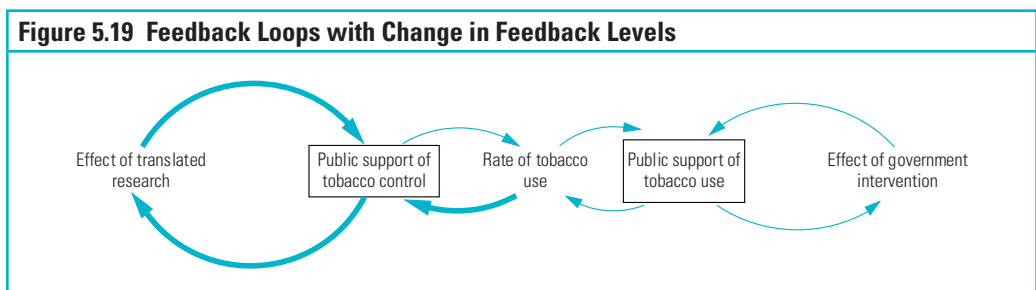 Figure 5.19 Feedback Loops with Change in Feedback Levels
Effect of translated
research
Public support of
tobacco control
Rate of tobacco
use
Public support of
tobacco use
Effect of government
intervention